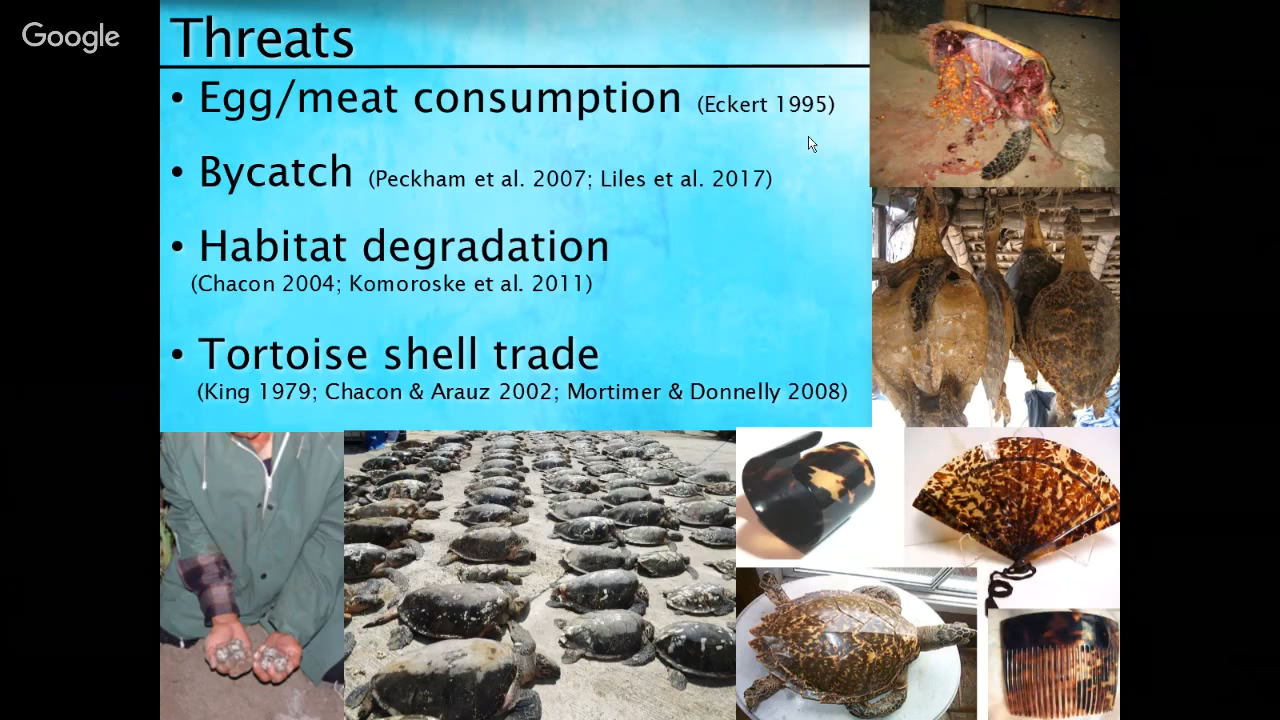 Google
Threats
• Egg/meat consumption (Eckert 1995)
• Bycatch (Peckham et al. 2007; Liles et al. 2017)
• Habitat degradation
(Chacon 2004; Komoroske et al. 2011)
• Tortoise shell trade
(King 1979; Chacon & Arauz 2002; Mortimer & Donnelly 2008)